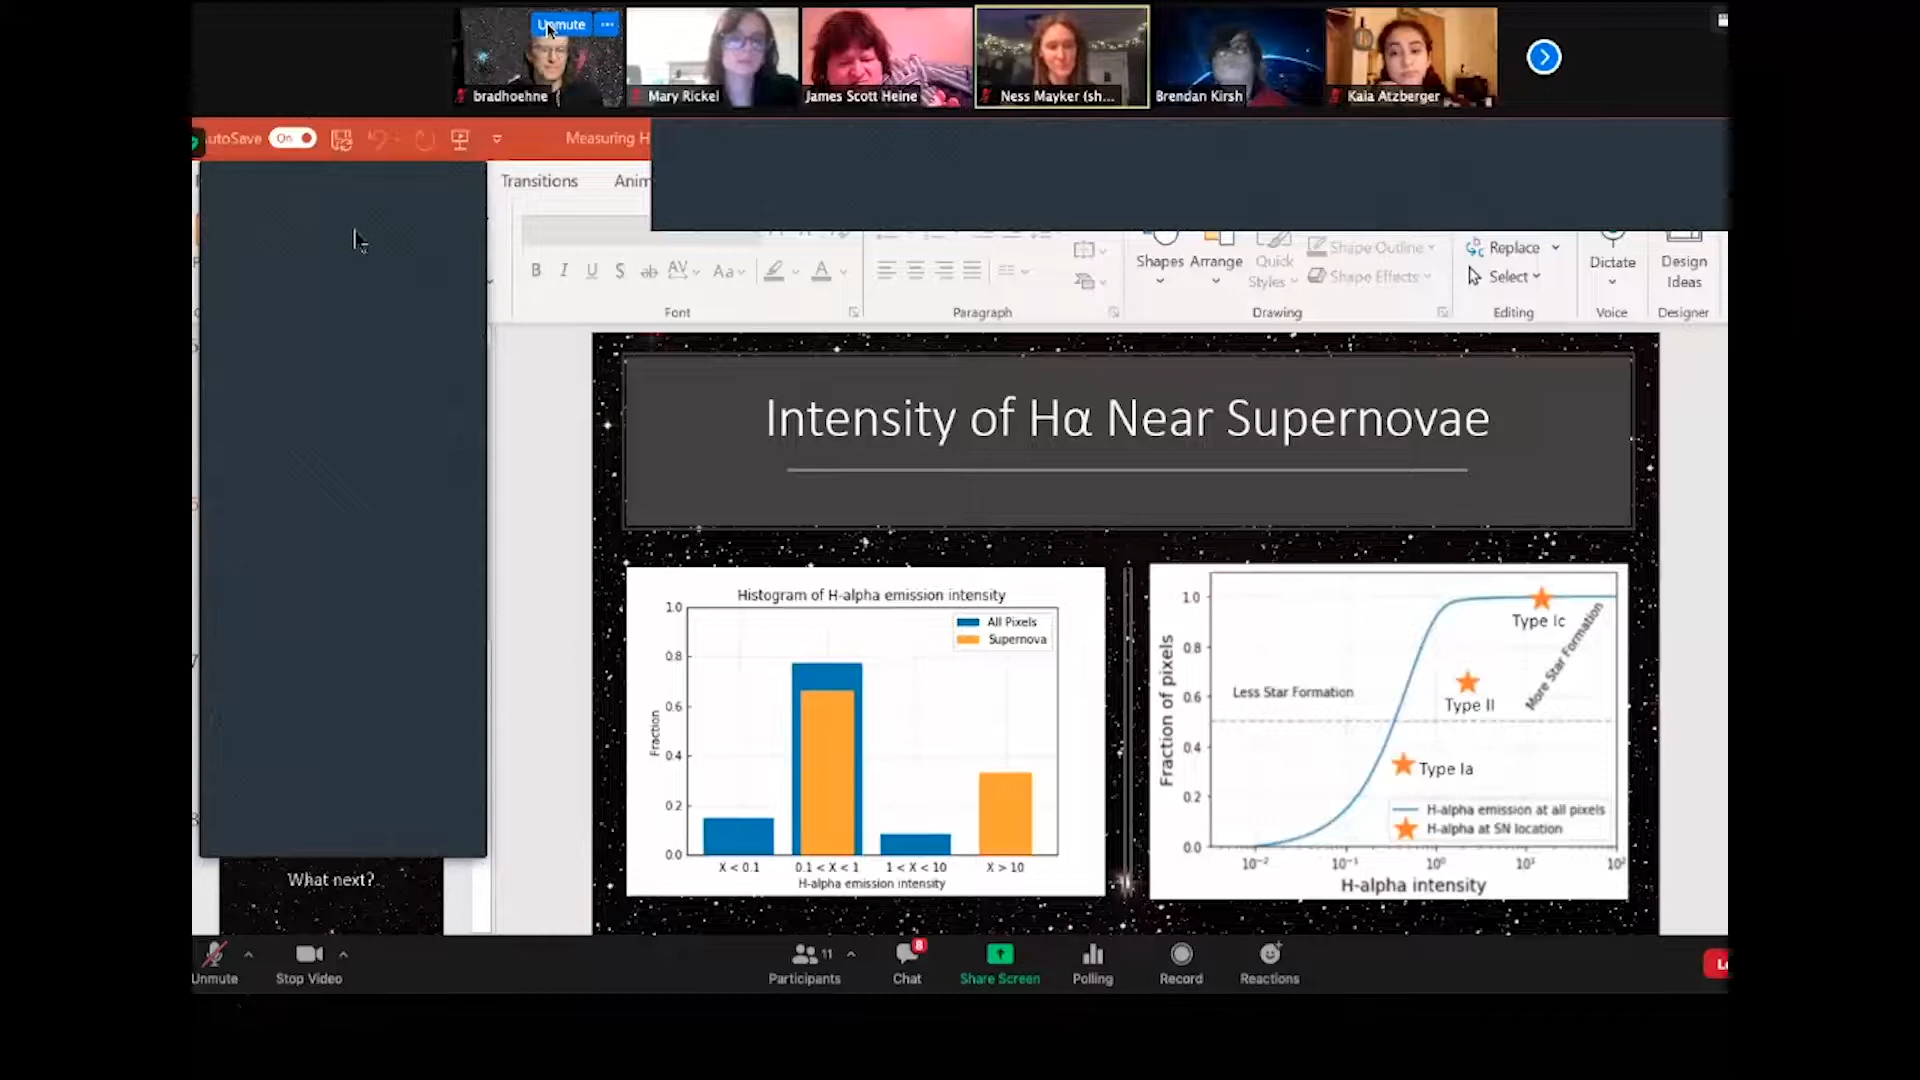 Unmute
bradhoehne
Mary Rickel
James Scott Heine
Ness Mayker (sh...
Brendan Kirsh
Kaia Atzberger
utoSave On
Measuring H
Transitions Anim
B I U S ab AV Aa A
Font
Paragraph
Shapes
Arrange
Quick
Styles
Shape Outline
Shape Effects
Drawing
Replace
Select
Editing
Dictate
Voice
Design
Ideas
Designer
Intensity of Hα Near Supernovae
Histogram of H-alpha emission intensity
All Pixels
Supernova
Fraction
1.0
0.8
0.6
0.4
0.2
0.0
X < 0.1 0.1 < X < 1 1 < X < 10 X > 10
H-alpha emission intensity
Fraction of pixels
1.0
0.8
0.6
0.4
0.2
0.0
Type Ic
More Star Formation
Less Star Formation
Type II
Type Ia
H-alpha emission at all pixels
H-alpha at SN location
10⁻² 10⁻¹ 10⁰ 10¹ 10²
H-alpha intensity
7
What next?
Unmute
Stop Video
11
Participants
8
Chat
Share Screen
Polling
Record
Reactions